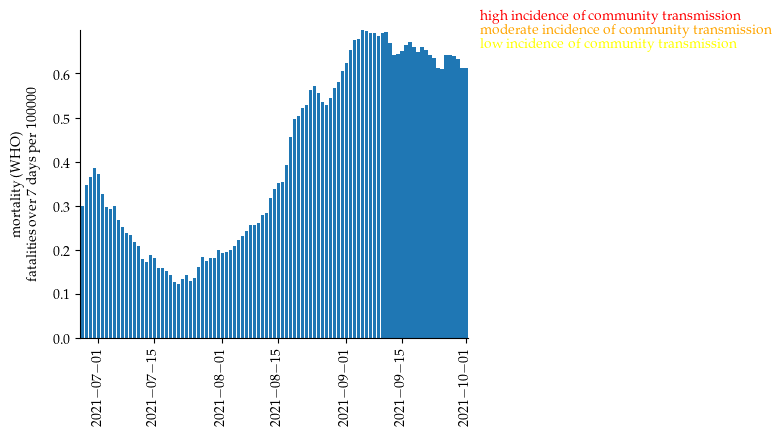 high incidence of community transmission
moderate incidence of community transmission
low incidence of community transmission
mortality (WHO)
fatalities over 7 days per 100000
0.6
0.5
0.4
0.3
0.2
0.1
0.0
2021−07−01
2021−07−15
2021−08−01
2021−08−15
2021−09−01
2021−09−15
2021−10−01